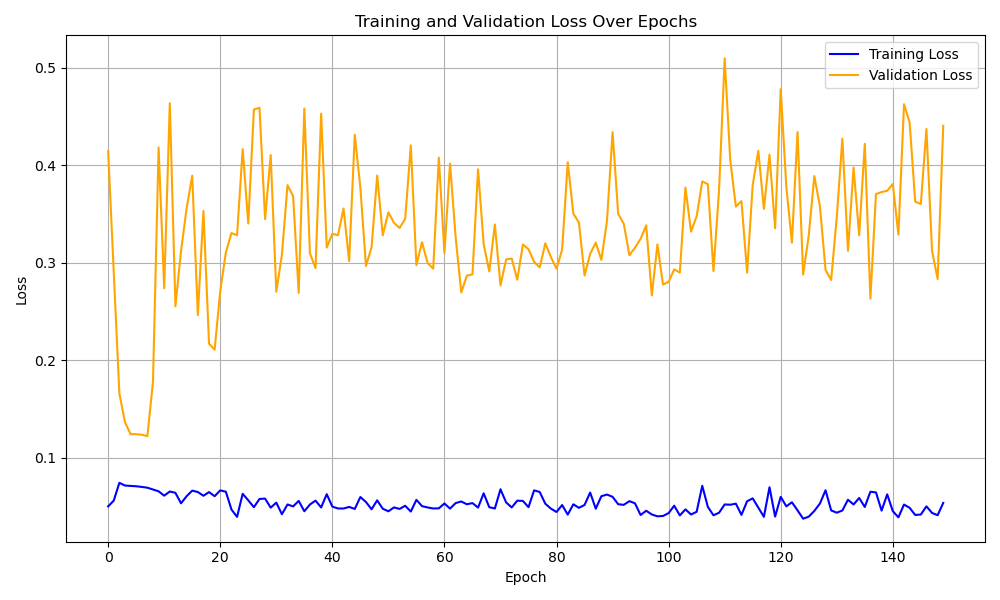 Training and Validation Loss Over Epochs
Training Loss
Validation Loss
0.5
0.4
0.3
0.2
0.1
Loss
0 20 40 60 80 100 120 140
Epoch